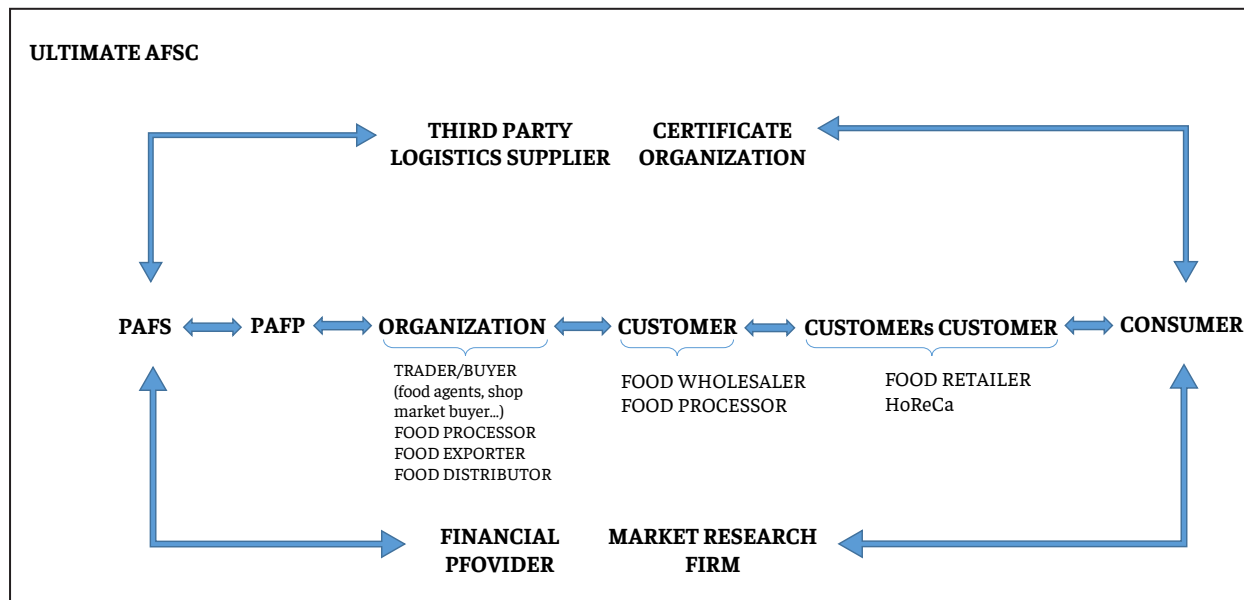 ULTIMATE AFSC
THIRD PARTY
LOGISTICS SUPPLIER
CERTIFICATE
ORGANIZATION
PAFS
PAFP
ORGANIZATION
CUSTOMER
CUSTOMERs CUSTOMER
CONSUMER
TRADER/BUYER
(food agents, shop
market buyer...)
FOOD PROCESSOR
FOOD EXPORTER
FOOD DISTRIBUTOR
FOOD WHOLESALER
FOOD PROCESSOR
FOOD RETAILER
HoReCa
FINANCIAL
PFOVIDER
MARKET RESEARCH
FIRM